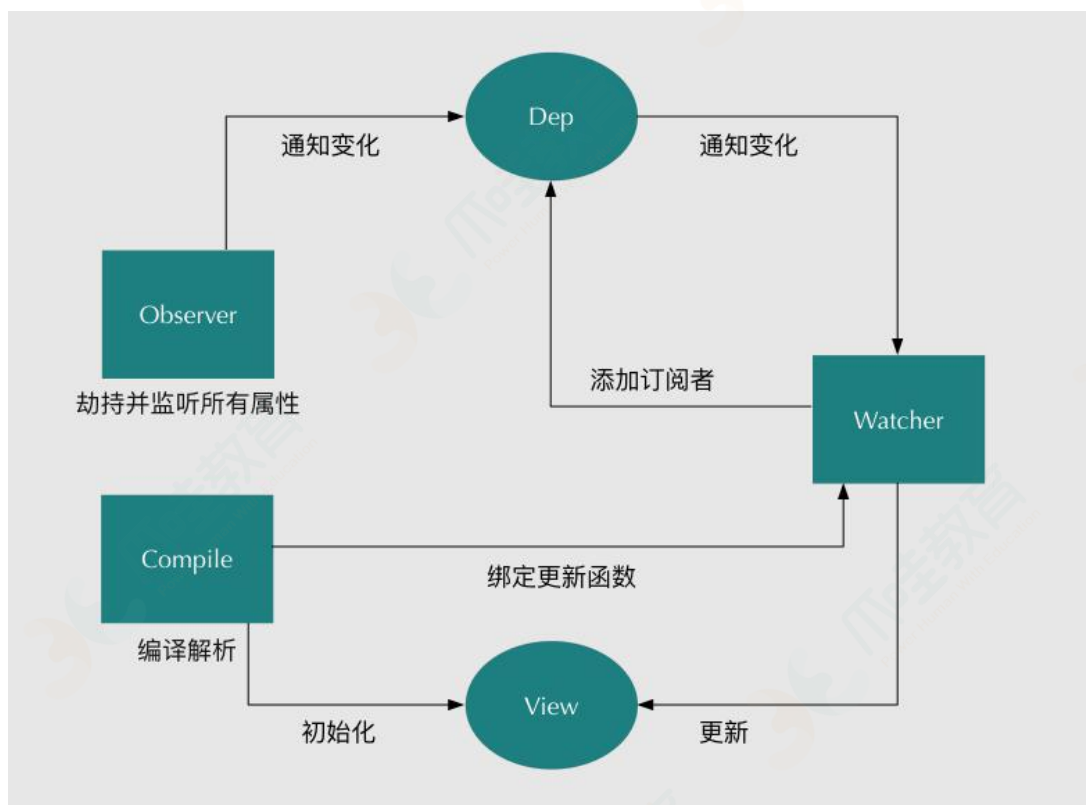 Dep
通知变化
通知变化
Observer
劫持并监听所有属性
添加订阅者
Watcher
Compile
绑定更新函数
编译解析
View
初始化
更新